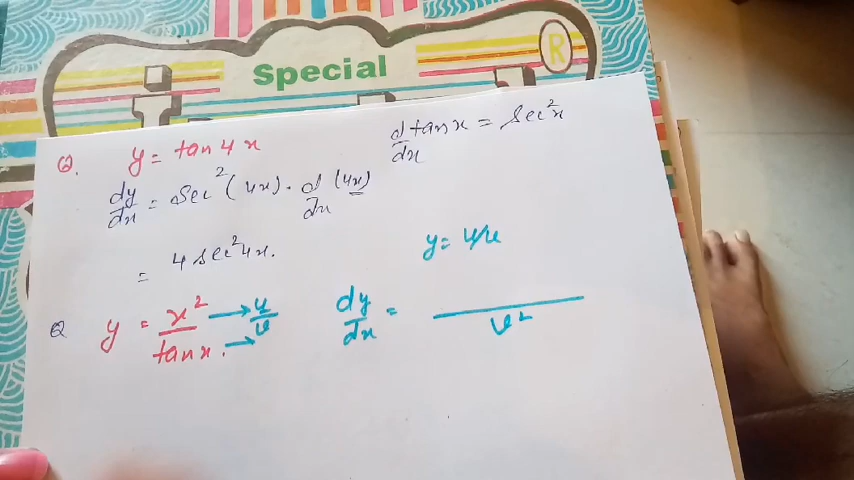 Special
R
Q. y = tan 4x
d/dx tan x = sec²x
dy/dx = sec²(4x) · d/dx (4x)
= 4 sec²4x.
y = u/v
Q y = x²/tan x. → u/v →
dy/dx = /v²